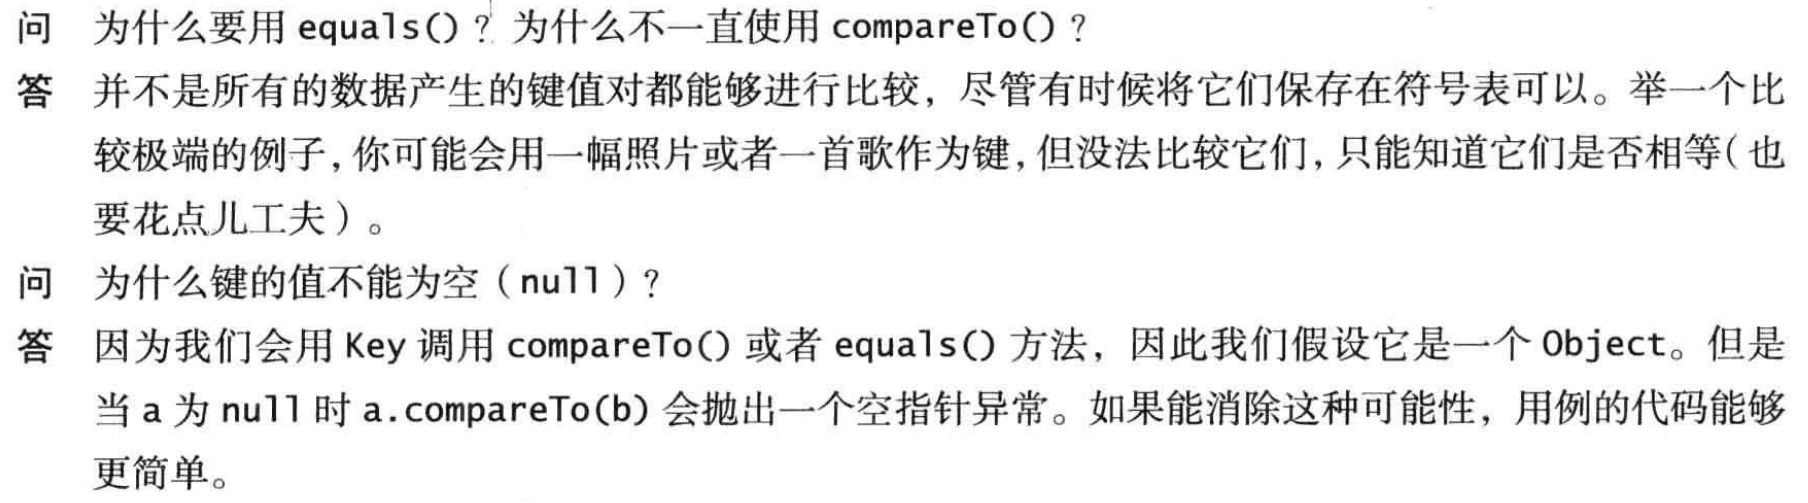 问 为什么要用 equals()？为什么不一直使用 compareTo()？
答 并不是所有的数据产生的键值对都能够进行比较，尽管有时候将它们保存在符号表可以。举一个比
较极端的例子，你可能会用一幅照片或者一首歌作为键，但没法比较它们，只能知道它们是否相等（也
要花点儿工夫）。
问 为什么键的值不能为空（null）？
答 因为我们会用 Key 调用 compareTo() 或者 equals() 方法，因此我们假设它是一个 Object。但是
当 a 为 null 时 a.compareTo(b) 会抛出一个空指针异常。如果能消除这种可能性，用例的代码能够
更简单。